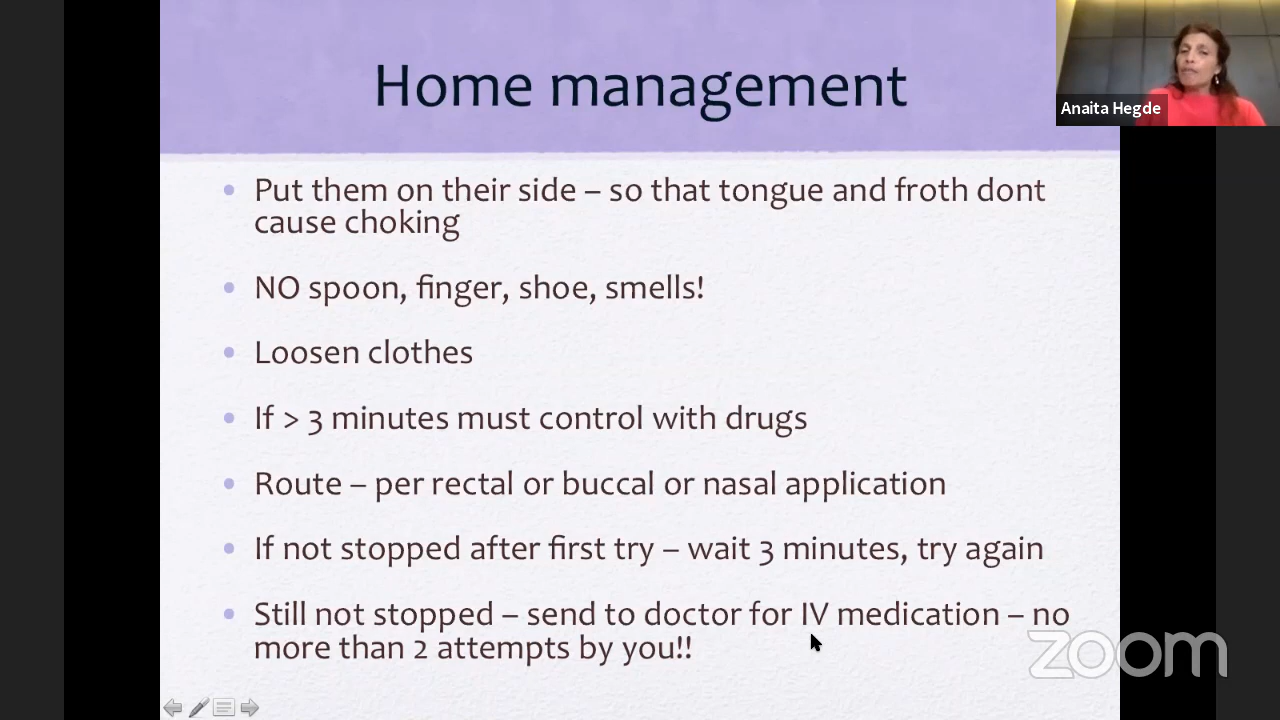 Home management
Anaita Hegde
• Put them on their side – so that tongue and froth dont
cause choking
• NO spoon, finger, shoe, smells!
• Loosen clothes
• If > 3 minutes must control with drugs
• Route – per rectal or buccal or nasal application
• If not stopped after first try – wait 3 minutes, try again
• Still not stopped – send to doctor for IV medication – no
more than 2 attempts by you!!
zoom